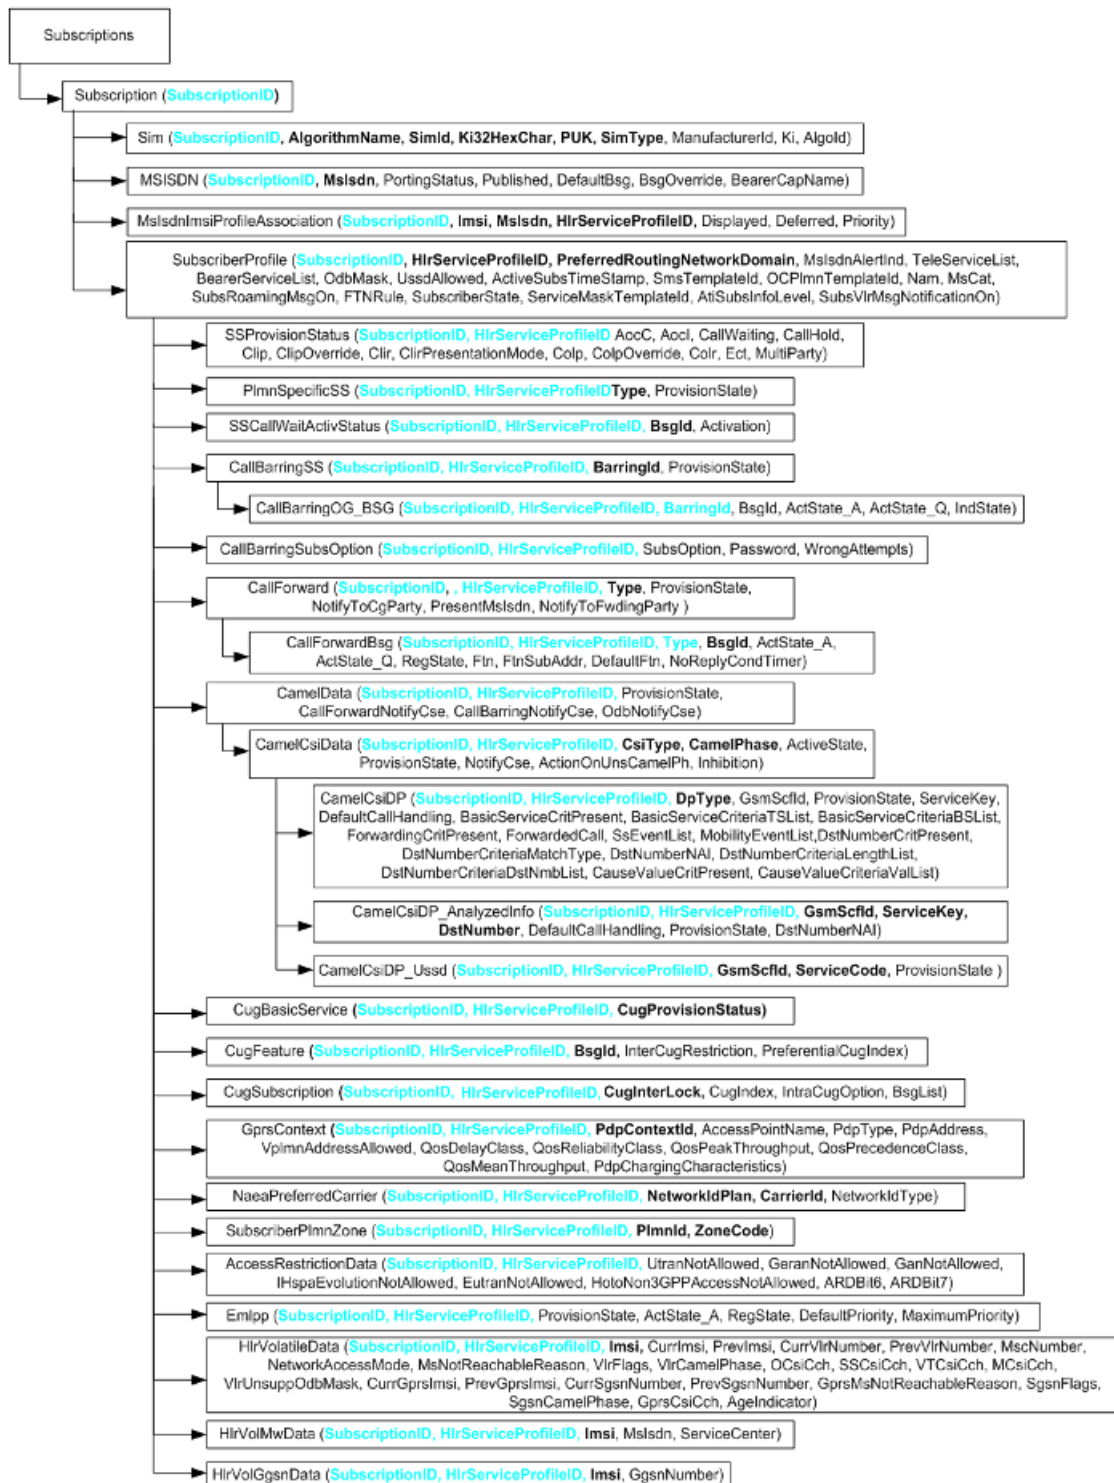 Subscriptions
Subscription (SubscriptionID)
Sim (SubscriptionID, AlgorithmName, SimId, Ki32HexChar, PUK, SimType, ManufacturerId, Ki, AlgoId)
MSISDN (SubscriptionID, MsIsdn, PortingStatus, Published, DefaultBsg, BsgOverride, BearerCapName)
MsIsdnImsiProfileAssociation (SubscriptionID, Imsi, MsIsdn, HlrServiceProfileID, Displayed, Deferred, Priority)
SubscriberProfile (SubscriptionID, HlrServiceProfileID, PreferredRoutingNetworkDomain, MsIsdnAlertInd, TeleServiceList,
BearerServiceList, OdbMask, UssdAllowed, ActiveSubsTimeStamp, SmsTemplateId, OCPlmnTemplateId, Nam, MsCat,
SubsRoamingMsgOn, FTNRule, SubscriberState, ServiceMaskTemplateId, AtiSubsInfoLevel, SubsVlrMsgNotificationOn)
SSProvisionStatus (SubscriptionID, HlrServiceProfileID AocC, AocI, CallWaiting, CallHold,
Clip, ClipOverride, Clir, ClirPresentationMode, Colp, ColpOverride, Colr, Ect, MultiParty)
PlmnSpecificSS (SubscriptionID, HlrServiceProfileIDType, ProvisionState)
SSCallWaitActivStatus (SubscriptionID, HlrServiceProfileID, BsgId, Activation)
CallBarringSS (SubscriptionID, HlrServiceProfileID, BarringId, ProvisionState)
CallBarringOG_BSG (SubscriptionID, HlrServiceProfileID, BarringId, BsgId, ActState_A, ActState_Q, IndState)
CallBarringSubsOption (SubscriptionID, HlrServiceProfileID, SubsOption, Password, WrongAttempts)
CallForward (SubscriptionID, , HlrServiceProfileID, Type, ProvisionState,
NotifyToCgParty, PresentMsIsdn, NotifyToFwdingParty )
CallForwardBsg (SubscriptionID, HlrServiceProfileID, Type, BsgId, ActState_A,
ActState_Q, RegState, Ftn, FtnSubAddr, DefaultFtn, NoReplyCondTimer)
CamelData (SubscriptionID, HlrServiceProfileID, ProvisionState,
CallForwardNotifyCse, CallBarringNotifyCse, OdbNotifyCse)
CamelCsiData (SubscriptionID, HlrServiceProfileID, CsiType, CamelPhase, ActiveState,
ProvisionState, NotifyCse, ActionOnUnsCamelPh, Inhibition)
CamelCsiDP (SubscriptionID, HlrServiceProfileID, DpType, GsmScfId, ProvisionState, ServiceKey,
DefaultCallHandling, BasicServiceCritPresent, BasicServiceCriteriaTSList, BasicServiceCriteriaBSList,
ForwardingCritPresent, ForwardedCall, SsEventList, MobilityEventList,DstNumberCritPresent,
DstNumberCriteriaMatchType, DstNumberNAI, DstNumberCriteriaLengthList,
DstNumberCriteriaDstNmbList, CauseValueCritPresent, CauseValueCriteriaValList)
CamelCsiDP_AnalyzedInfo (SubscriptionID, HlrServiceProfileID, GsmScfId, ServiceKey,
DstNumber, DefaultCallHandling, ProvisionState, DstNumberNAI)
CamelCsiDP_Ussd (SubscriptionID, HlrServiceProfileID, GsmScfId, ServiceCode, ProvisionState )
CugBasicService (SubscriptionID, HlrServiceProfileID, CugProvisionStatus)
CugFeature (SubscriptionID, HlrServiceProfileID, BsgId, InterCugRestriction, PreferentialCugIndex)
CugSubscription (SubscriptionID, HlrServiceProfileID, CugInterLock, CugIndex, IntraCugOption, BsgList)
GprsContext (SubscriptionID, HlrServiceProfileID, PdpContextId, AccessPointName, PdpType, PdpAddress,
VplmnAddressAllowed, QosDelayClass, QosReliabilityClass, QosPeakThroughput, QosPrecedenceClass,
QosMeanThroughput, PdpChargingCharacteristics)
NaeaPreferredCarrier (SubscriptionID, HlrServiceProfileID, NetworkIdPlan, CarrierId, NetworkIdType)
SubscriberPlmnZone (SubscriptionID, HlrServiceProfileID, PlmnId, ZoneCode)
AccessRestrictionData (SubscriptionID, HlrServiceProfileID, UtranNotAllowed, GeranNotAllowed, GanNotAllowed,
IHspaEvolutionNotAllowed, EutranNotAllowed, HotoNon3GPPAccessNotAllowed, ARDBit6, ARDBit7)
Emlpp (SubscriptionID, HlrServiceProfileID, ProvisionState, ActState_A, RegState, DefaultPriority, MaximumPriority)
HlrVolatileData (SubscriptionID, HlrServiceProfileID, Imsi, CurrImsi, PrevImsi, CurrVlrNumber, PrevVlrNumber, MscNumber,
NetworkAccessMode, MsNotReachableReason, VlrFlags, VlrCamelPhase, OCsiCch, SSCsiCch, VTCsiCch, MCsiCch,
VlrUnsuppOdbMask, CurrGprsImsi, PrevGprsImsi, CurrSgsnNumber, PrevSgsnNumber, GprsMsNotReachableReason, SgsnFlags,
SgsnCamelPhase, GprsCsiCch, AgeIndicator)
HlrVolMwData (SubscriptionID, HlrServiceProfileID, Imsi, MsIsdn, ServiceCenter)
HlrVolGgsnData (SubscriptionID, HlrServiceProfileID, Imsi, GgsnNumber)